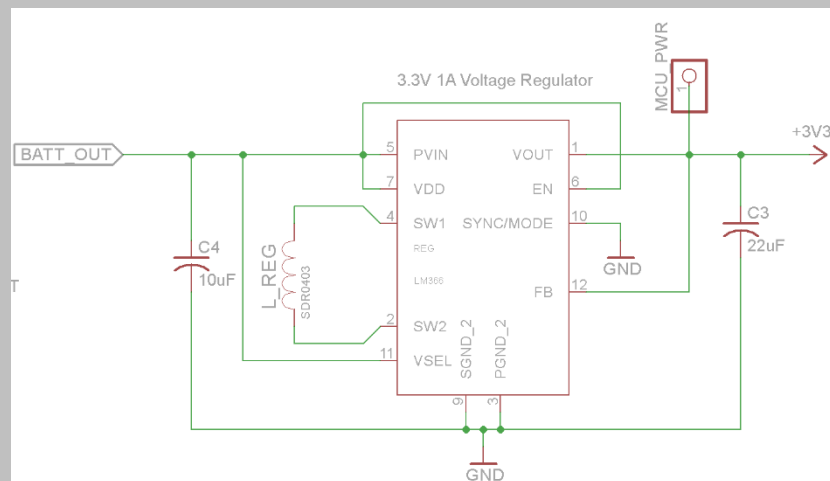 3.3V 1A Voltage Regulator
MCU_PWR
1
+3V3
BATT_OUT
5 PVIN VOUT 1
7 VDD EN 6
4 SW1 SYNC/MODE 10
REG
LM366
FB 12
2 SW2
11 VSEL
SGND_2
PGND_2
9
3
C4
10uF
L_REG
SDR0403
GND
C3
22uF
T
GND